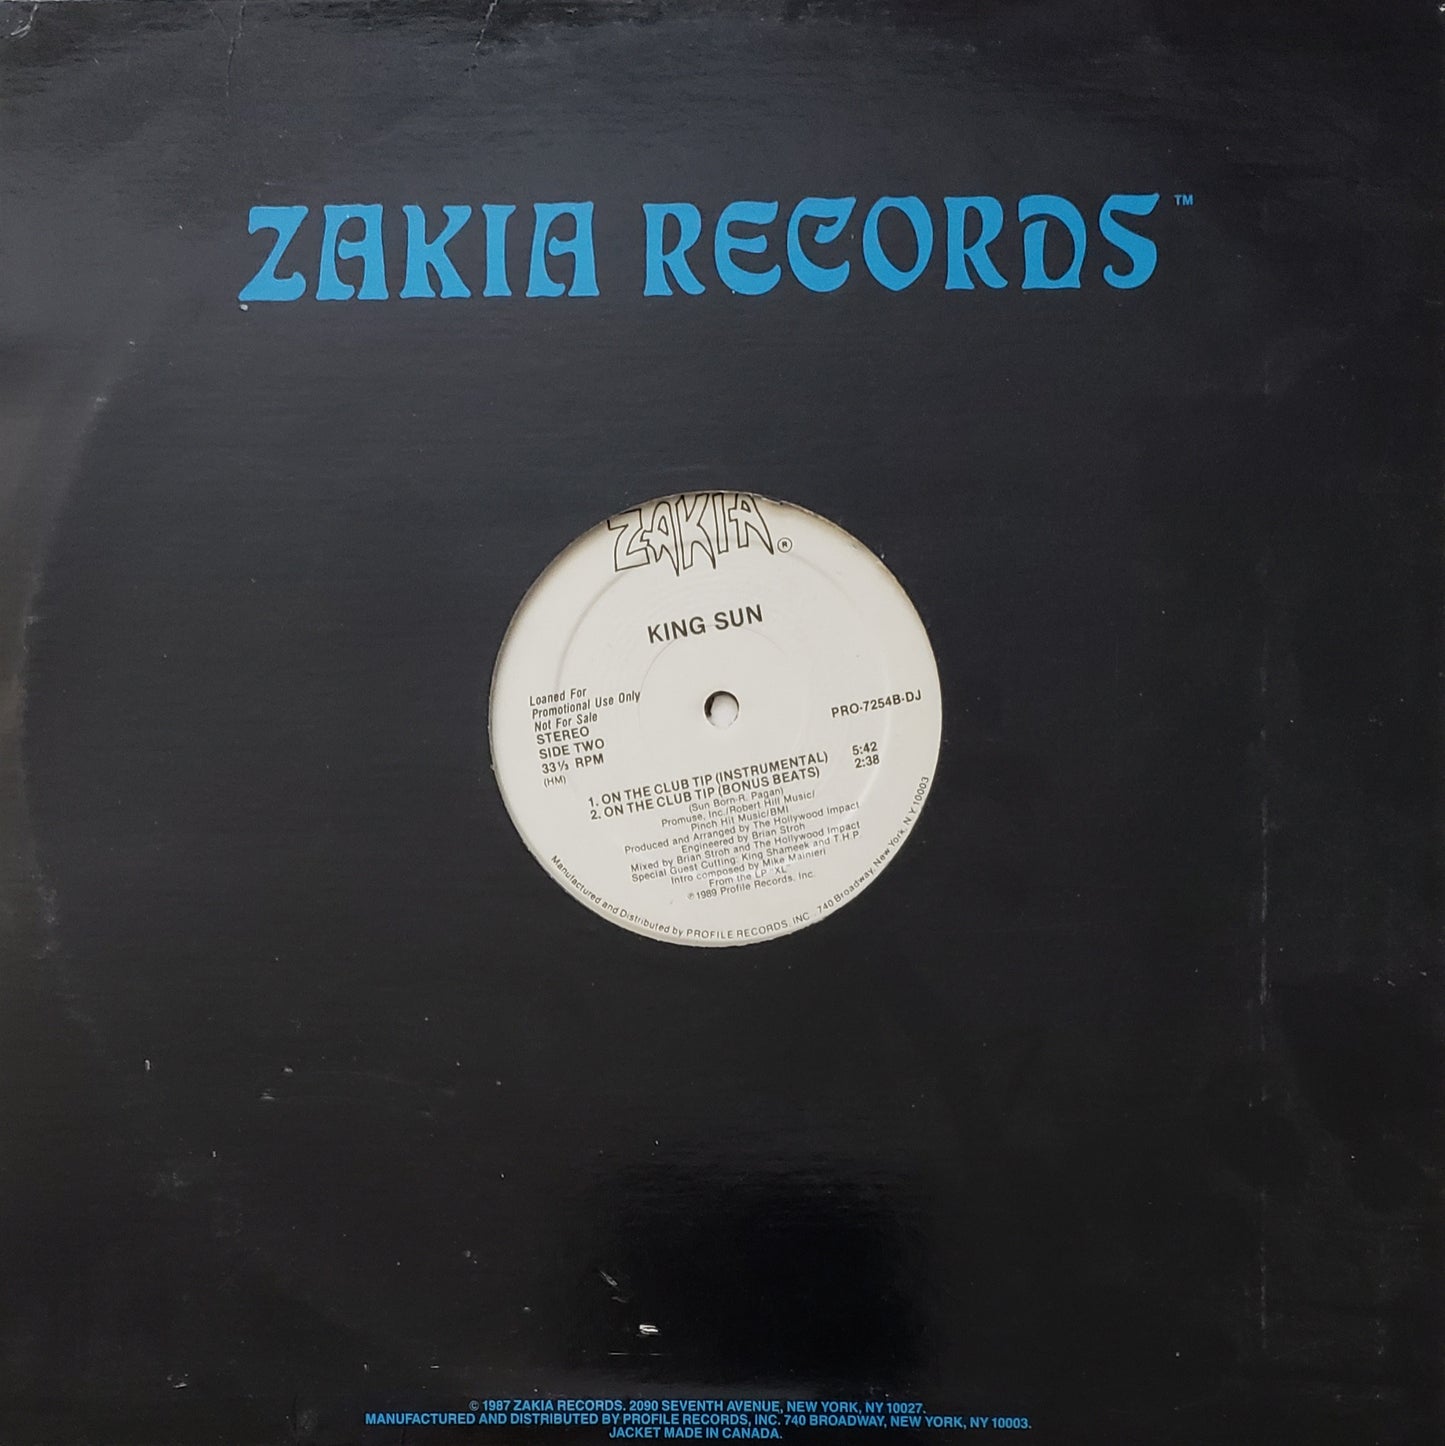 ZAKIA RECORDS ™
ZAKIA ®
KING SUN
Loaned For
Promotional Use Only
Not For Sale
STEREO
SIDE TWO
33⅓ RPM
(HM)
PRO-7254B-DJ
1. ON THE CLUB TIP (INSTRUMENTAL) 5:42
2. ON THE CLUB TIP (BONUS BEATS) 2:38
(Sun Born-R. Pagan)
Promuse, Inc./Robert Hill Music/
Pinch Hit Music/BMI
Produced and Arranged by The Hollywood Impact
Engineered by Brian Stroh
Mixed by Brian Stroh and The Hollywood Impact
Special Guest Cutting: King Shameek and T.H.P
Intro composed by Mike Mainieri
From the LP "XL"
℗ 1989 Profile Records, Inc.
Manufactured and Distributed by PROFILE RECORDS, INC. 740 Broadway, New York, N.Y 10003
© 1987 ZAKIA RECORDS. 2090 SEVENTH AVENUE, NEW YORK, NY 10027.
MANUFACTURED AND DISTRIBUTED BY PROFILE RECORDS, INC. 740 BROADWAY, NEW YORK, NY 10003.
JACKET MADE IN CANADA.